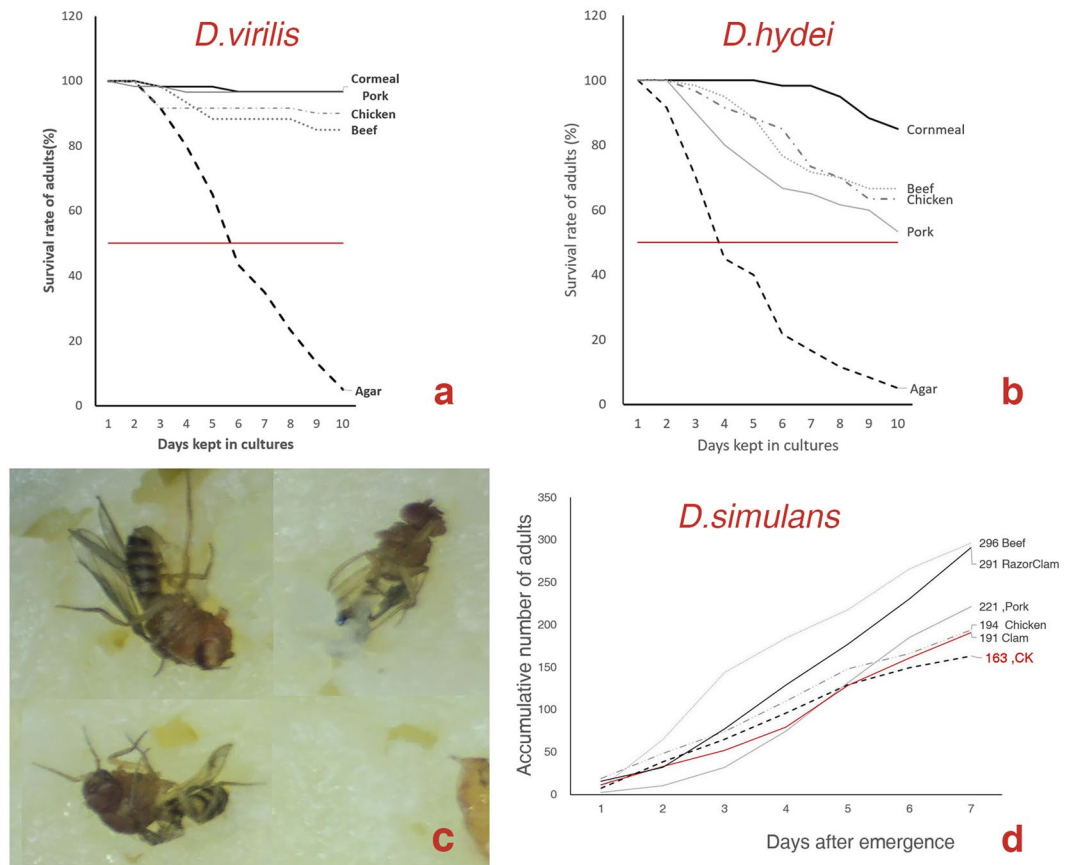 D.virilis
120
100
80
60
40
20
0
Survival rate of adults(%)
Cormeal
Pork
Chicken
Beef
Agar
1 2 3 4 5 6 7 8 9 10
Days kept in cultures
a
D.hydei
120
100
80
60
40
20
0
Survival rate of adults (%)
Cornmeal
Beef
Chicken
Pork
Agar
1 2 3 4 5 6 7 8 9 10
Days kept in cultures
b
c
D.simulans
350
300
250
200
150
100
50
0
Accumulative number of adults
296 Beef
291 RazorClam
221 ,Pork
194 Chicken
191 Clam
163 ,CK
1 2 3 4 5 6 7
Days after emergence
d